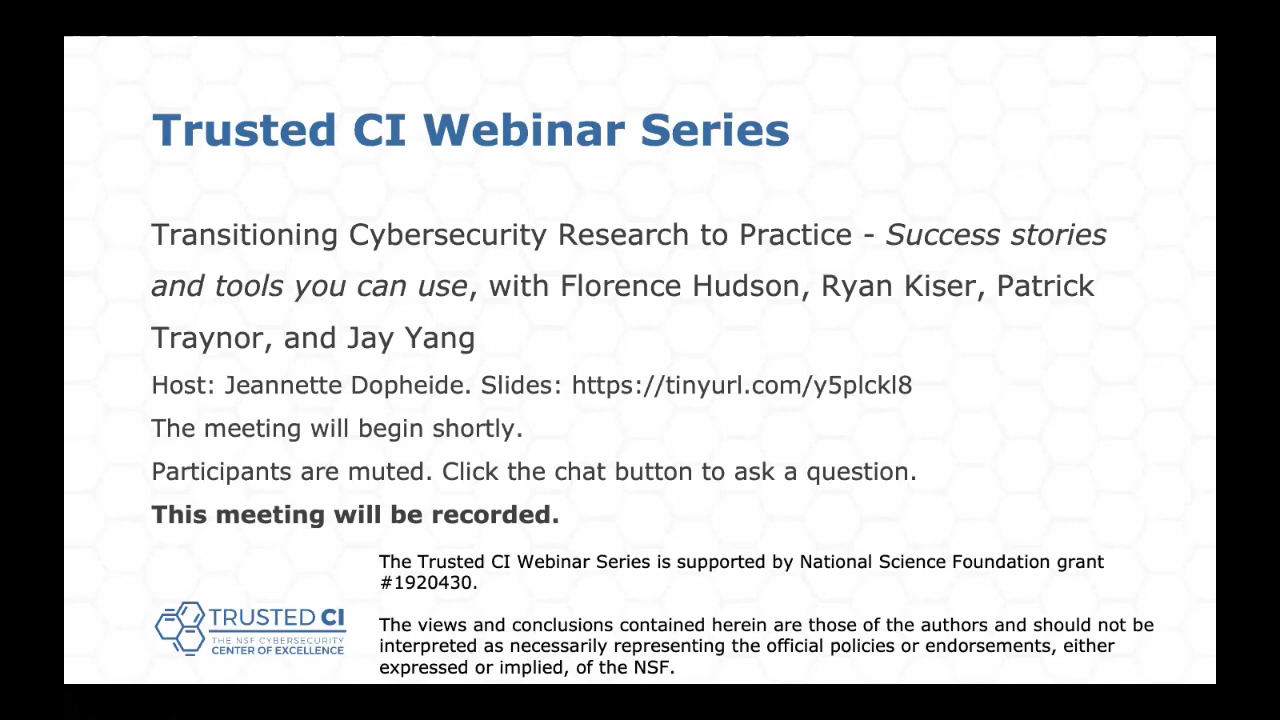 Trusted CI Webinar Series
Transitioning Cybersecurity Research to Practice - Success stories
and tools you can use, with Florence Hudson, Ryan Kiser, Patrick
Traynor, and Jay Yang
Host: Jeannette Dopheide. Slides: https://tinyurl.com/y5plckl8
The meeting will begin shortly.
Participants are muted. Click the chat button to ask a question.
This meeting will be recorded.
The Trusted CI Webinar Series is supported by National Science Foundation grant
#1920430.
The views and conclusions contained herein are those of the authors and should not be
interpreted as necessarily representing the official policies or endorsements, either
expressed or implied, of the NSF.
TRUSTED CI
THE NSF CYBERSECURITY
CENTER OF EXCELLENCE